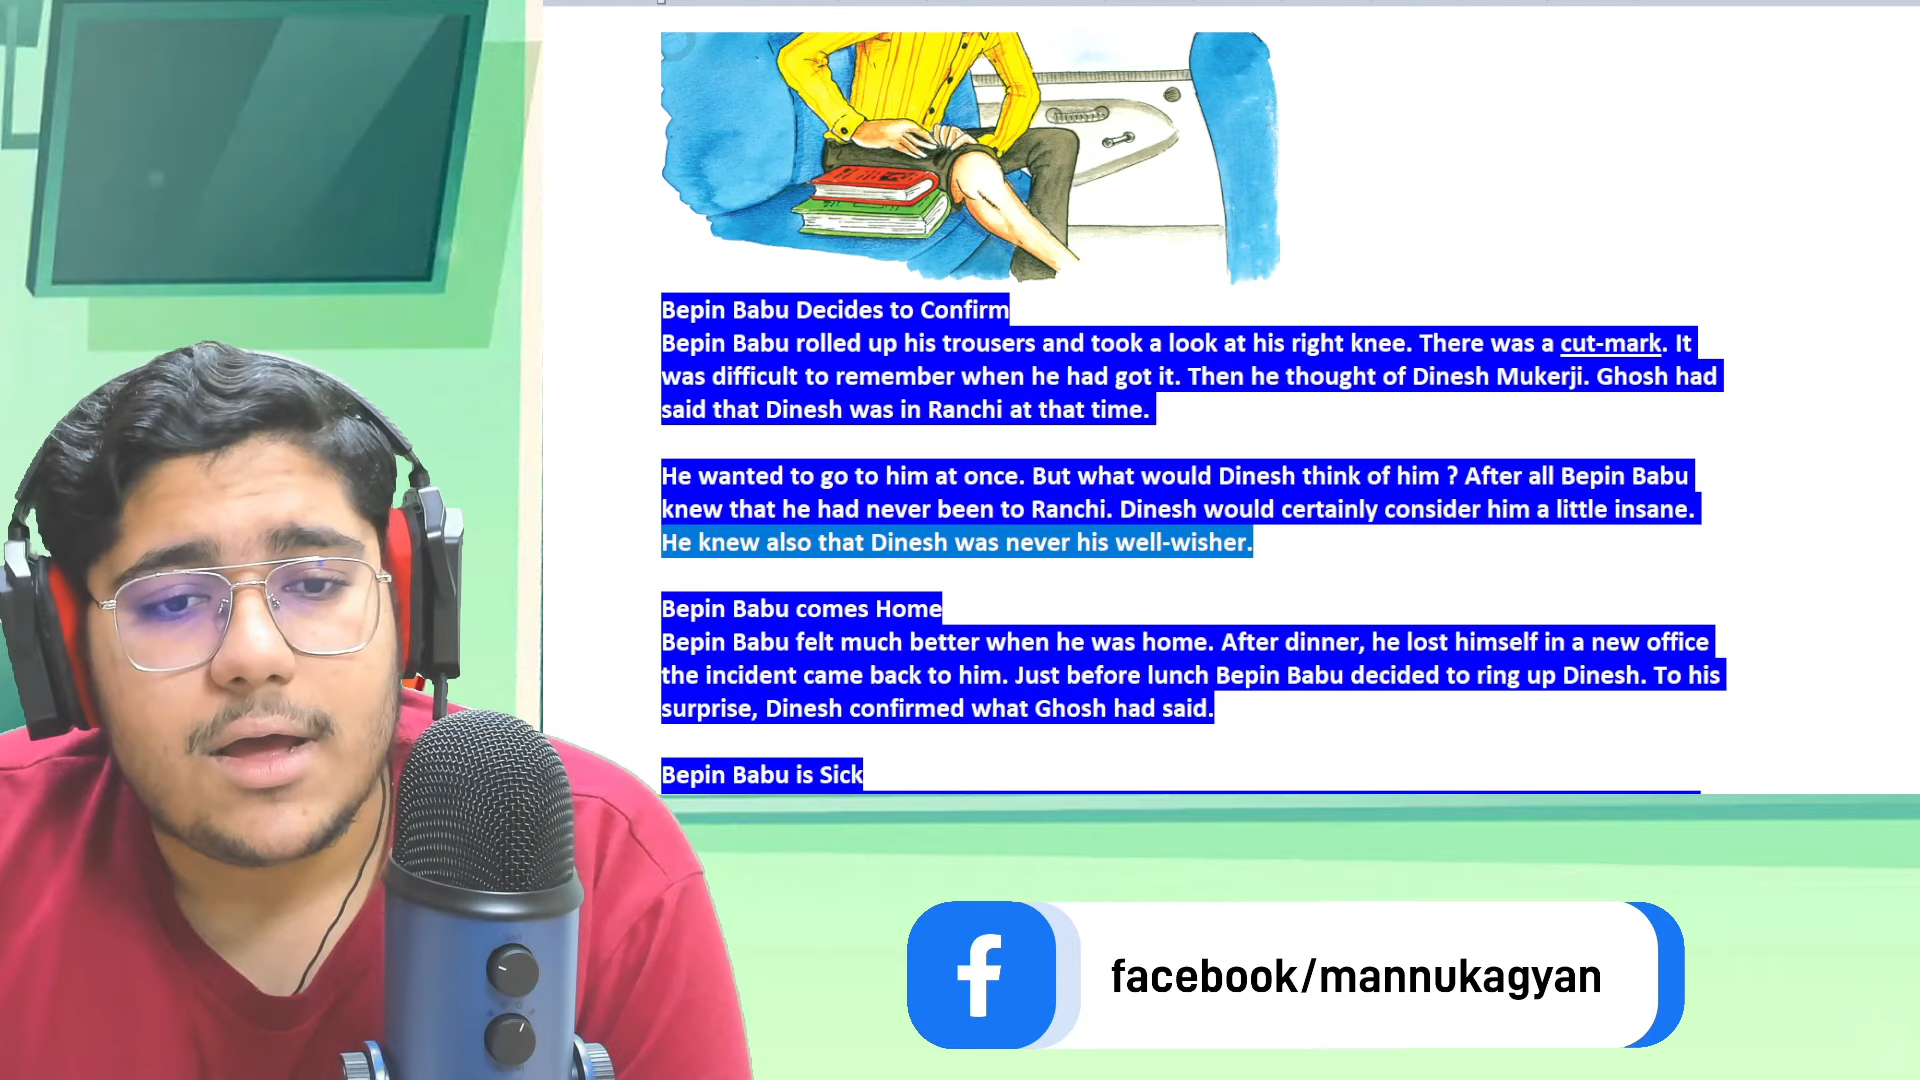 Bepin Babu Decides to Confirm
Bepin Babu rolled up his trousers and took a look at his right knee. There was a cut-mark. It
was difficult to remember when he had got it. Then he thought of Dinesh Mukerji. Ghosh had
said that Dinesh was in Ranchi at that time.
He wanted to go to him at once. But what would Dinesh think of him ? After all Bepin Babu
knew that he had never been to Ranchi. Dinesh would certainly consider him a little insane.
He knew also that Dinesh was never his well-wisher.
Bepin Babu comes Home
Bepin Babu felt much better when he was home. After dinner, he lost himself in a new office
the incident came back to him. Just before lunch Bepin Babu decided to ring up Dinesh. To his
surprise, Dinesh confirmed what Ghosh had said.
Bepin Babu is Sick
facebook/mannukagyan